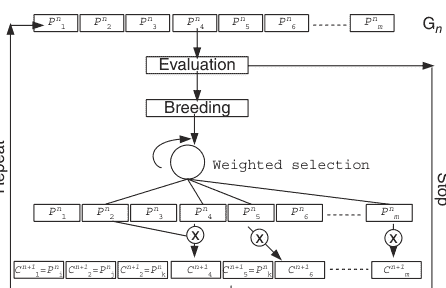 P^n_1 P^n_2 P^n_3 P^n_4 P^n_5 P^n_6 P^n_m G_n
Evaluation
Breeding
Weighted selection
Repeat
Stop
P^n_1 P^n_2 P^n_3 P^n_4 P^n_5 P^n_6 P^n_m
X X X
C^{n+1}_1=P^n_i C^{n+1}_2=P^n_j C^{n+1}_2=P^n_k C^{n+1}_4 C^{n+1}_5=P^n_k C^{n+1}_6 C^{n+1}_m